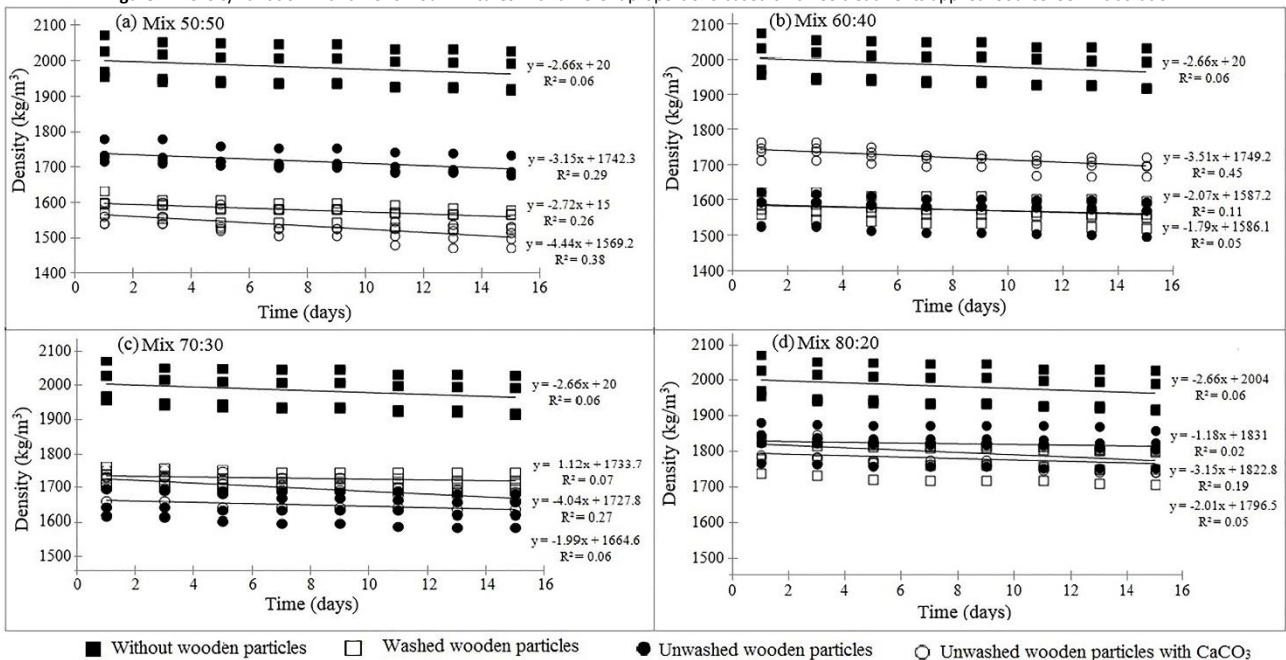 (a) Mix 50:50
2100
2000
1900
1800
1700
1600
1500
1400
Density (kg/m³)
y = -2.66x + 20
R² = 0.06
y = -3.15x + 1742.3
R² = 0.29
y = -2.72x + 15
R² = 0.26
y = -4.44x + 1569.2
R² = 0.38
0 2 4 6 8 10 12 14 16
Time (days)
(b) Mix 60:40
2100
2000
1900
1800
1700
1600
1500
1400
Density (kg/m³)
y = -2.66x + 20
R² = 0.06
y = -3.51x + 1749.2
R² = 0.45
y = -2.07x + 1587.2
R² = 0.11
y = -1.79x + 1586.1
R² = 0.05
0 2 4 6 8 10 12 14 16
Time (days)
(c) Mix 70:30
2100
2000
1900
1800
1700
1600
1500
Density (kg/m³)
y = -2.66x + 20
R² = 0.06
y = 1.12x + 1733.7
R² = 0.07
y = -4.04x + 1727.8
R² = 0.27
y = -1.99x + 1664.6
R² = 0.06
0 2 4 6 8 10 12 14 16
Time (days)
(d) Mix 80:20
2100
2000
1900
1800
1700
1600
1500
Density (kg/m³)
y = -2.66x + 2004
R² = 0.06
y = -1.18x + 1831
R² = 0.02
y = -3.15x + 1822.8
R² = 0.19
y = -2.01x + 1796.5
R² = 0.05
0 2 4 6 8 10 12 14 16
Time (days)
Without wooden particles Washed wooden particles Unwashed wooden particles Unwashed wooden particles with CaCO₃